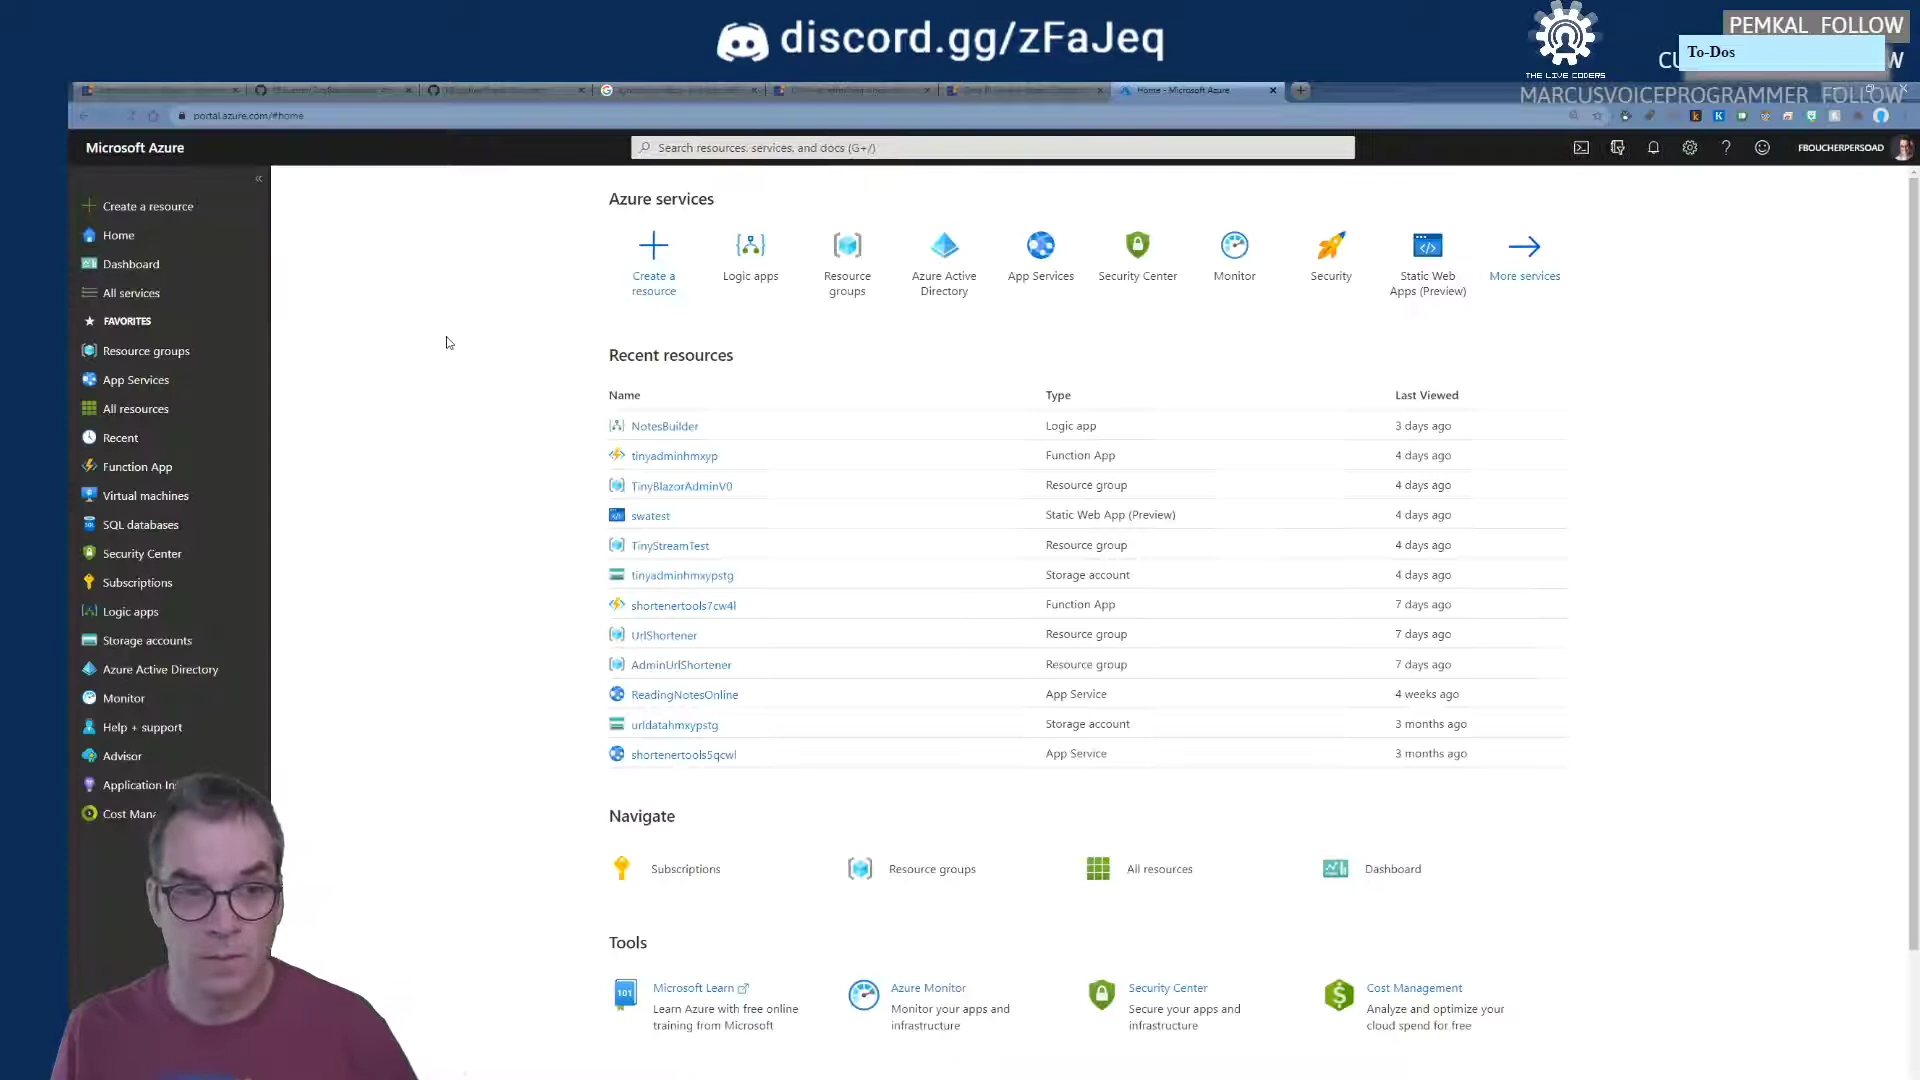 discord.gg/zFaJeq
THE LIVE CODERS
PEMKAL FOLLOW
To-Dos
MARCUSVOICEPROGRAMMER FOLLOW
Home - Microsoft Azure
portal.azure.com/#home
Microsoft Azure
Search resources, services, and docs (G+/)
FBOUCHERPERSOAD
Create a resource
Home
Dashboard
All services
FAVORITES
Resource groups
App Services
All resources
Recent
Function App
Virtual machines
SQL databases
Security Center
Subscriptions
Logic apps
Storage accounts
Azure Active Directory
Monitor
Help + support
Advisor
Application In
Cost Mana
Azure services
Create a resource
Logic apps
Resource groups
Azure Active Directory
App Services
Security Center
Monitor
Security
Static Web Apps (Preview)
More services
Recent resources
Name Type Last Viewed
NotesBuilder Logic app 3 days ago
tinyadminhmxyp Function App 4 days ago
TinyBlazorAdminV0 Resource group 4 days ago
swatest Static Web App (Preview) 4 days ago
TinyStreamTest Resource group 4 days ago
tinyadminhmxypstg Storage account 4 days ago
shortenertools7cw4l Function App 7 days ago
UrlShortener Resource group 7 days ago
AdminUrlShortener Resource group 7 days ago
ReadingNotesOnline App Service 4 weeks ago
urldatahmxypstg Storage account 3 months ago
shortenertools5qcwl App Service 3 months ago
Navigate
Subscriptions
Resource groups
All resources
Dashboard
Tools
Microsoft Learn
Learn Azure with free online
training from Microsoft
Azure Monitor
Monitor your apps and
infrastructure
Security Center
Secure your apps and
infrastructure
Cost Management
Analyze and optimize your
cloud spend for free